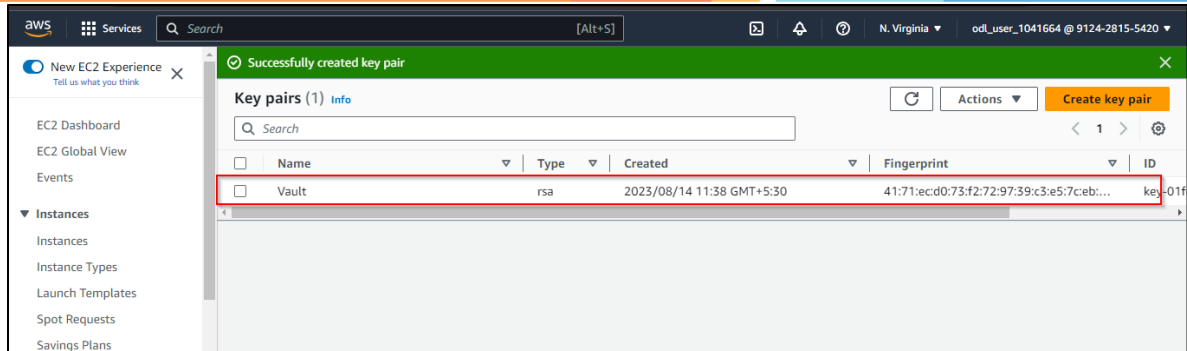 aws Services Search [Alt+S] N. Virginia ▼ odl_user_1041664 @ 9124-2815-5420 ▼
New EC2 Experience
Tell us what you think
EC2 Dashboard
EC2 Global View
Events
▼ Instances
Instances
Instance Types
Launch Templates
Spot Requests
Savings Plans
Successfully created key pair
Key pairs (1) Info Actions ▼ Create key pair
Search < 1 >
Name Type Created Fingerprint ID
Vault rsa 2023/08/14 11:38 GMT+5:30 41:71:ec:d0:73:f2:72:97:39:c3:e5:7c:eb:... key-01f